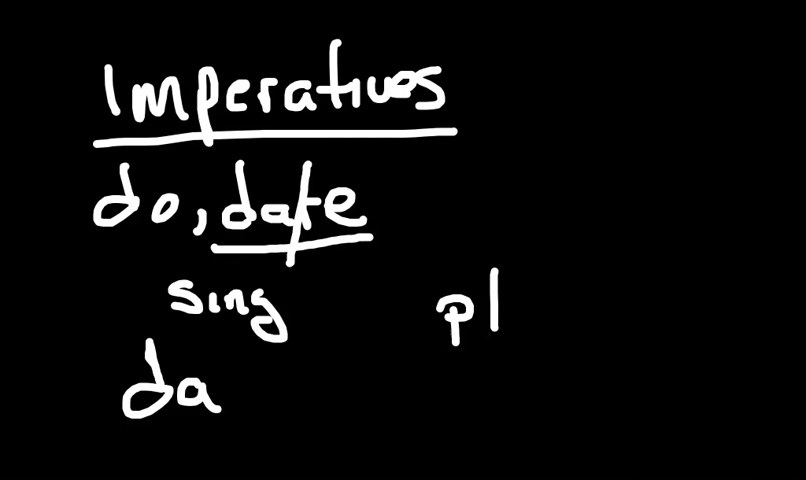 Imperatives
do, date
sing pl
da